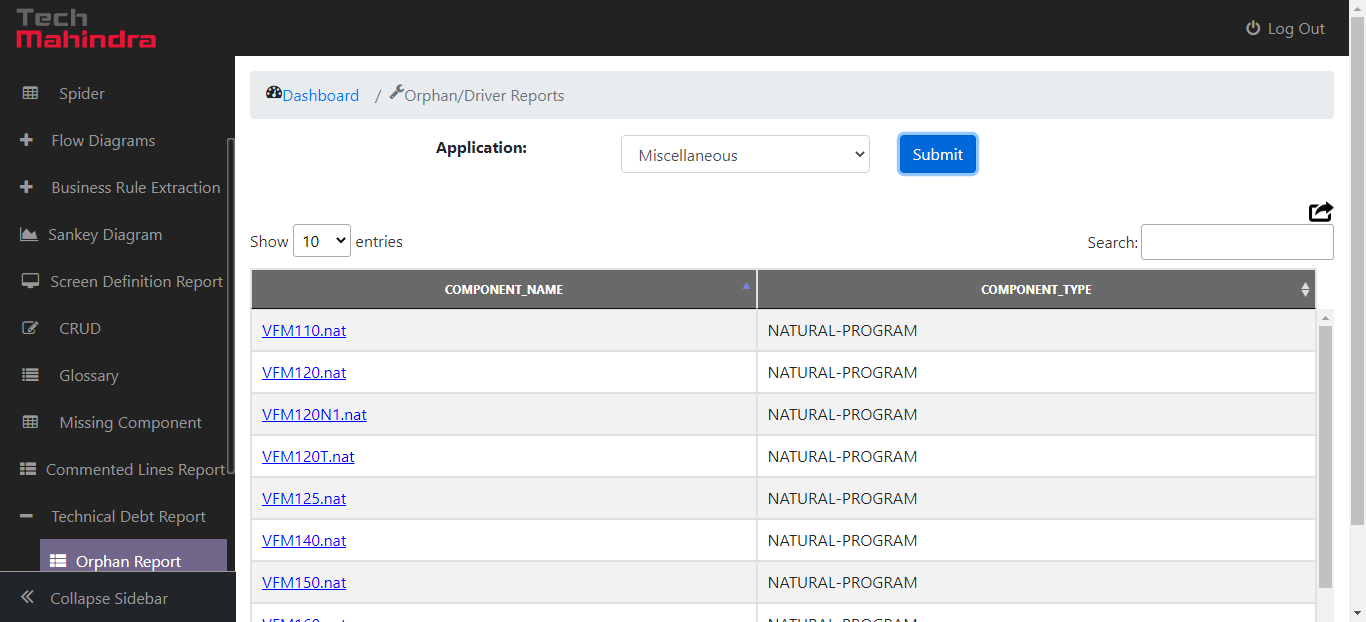 Tech
Mahindra
Log Out
Spider
Flow Diagrams
Business Rule Extraction
Sankey Diagram
Screen Definition Report
CRUD
Glossary
Missing Component
Commented Lines Report
Technical Debt Report
Orphan Report
Collapse Sidebar
Dashboard / Orphan/Driver Reports
Application: Miscellaneous Submit
Show 10 entries Search:
COMPONENT_NAME COMPONENT_TYPE
VFM110.nat NATURAL-PROGRAM
VFM120.nat NATURAL-PROGRAM
VFM120N1.nat NATURAL-PROGRAM
VFM120T.nat NATURAL-PROGRAM
VFM125.nat NATURAL-PROGRAM
VFM140.nat NATURAL-PROGRAM
VFM150.nat NATURAL-PROGRAM